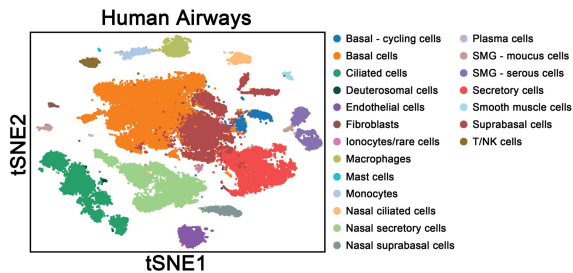 Human Airways
tSNE2
tSNE1
Basal - cycling cells
Basal cells
Ciliated cells
Deuterosomal cells
Endothelial cells
Fibroblasts
Ionocytes/rare cells
Macrophages
Mast cells
Monocytes
Nasal ciliated cells
Nasal secretory cells
Nasal suprabasal cells
Plasma cells
SMG - moucus cells
SMG - serous cells
Secretory cells
Smooth muscle cells
Suprabasal cells
T/NK cells